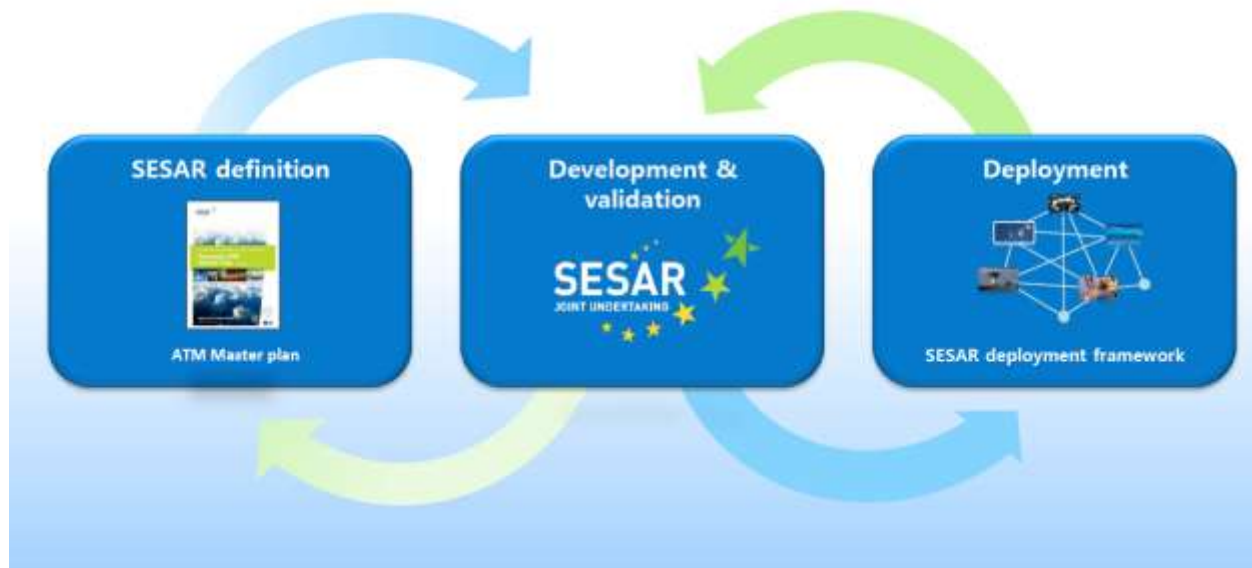 SESAR definition
ATM Master plan
Development &
validation
SESAR
JOINT UNDERTAKING
Deployment
SESAR deployment framework